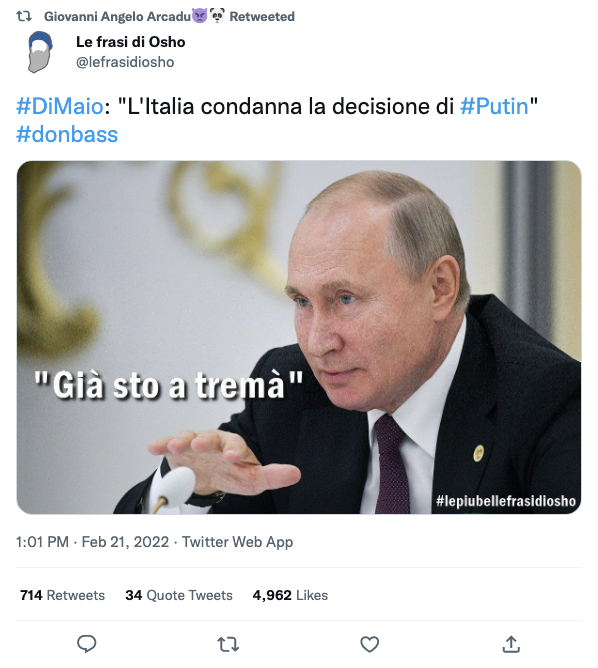 Giovanni Angelo Arcadu😈🐼 Retweeted
Le frasi di Osho
@lefrasidiosho
#DiMaio: "L'Italia condanna la decisione di #Putin"
#donbass
"Già sto a tremà"
#lepiubellefrasidiosho
1:01 PM · Feb 21, 2022 · Twitter Web App
714 Retweets 34 Quote Tweets 4,962 Likes